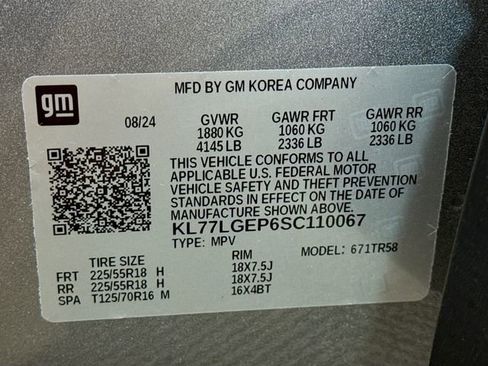 gm
MFD BY GM KOREA COMPANY
08/24 GVWR GAWR FRT GAWR RR
1880 KG 1060 KG 1060 KG
4145 LB 2336 LB 2336 LB
THIS VEHICLE CONFORMS TO ALL
APPLICABLE U.S. FEDERAL MOTOR
VEHICLE SAFETY AND THEFT PREVENTION
STANDARDS IN EFFECT ON THE DATE OF
MANUFACTURE SHOWN ABOVE.
KL77LGEP6SC110067
TYPE: MPV MODEL: 671TR58
TIRE SIZE RIM
FRT 225/55R18 H 18X7.5J
RR 225/55R18 H 18X7.5J
SPA T125/70R16 M 16X4BT